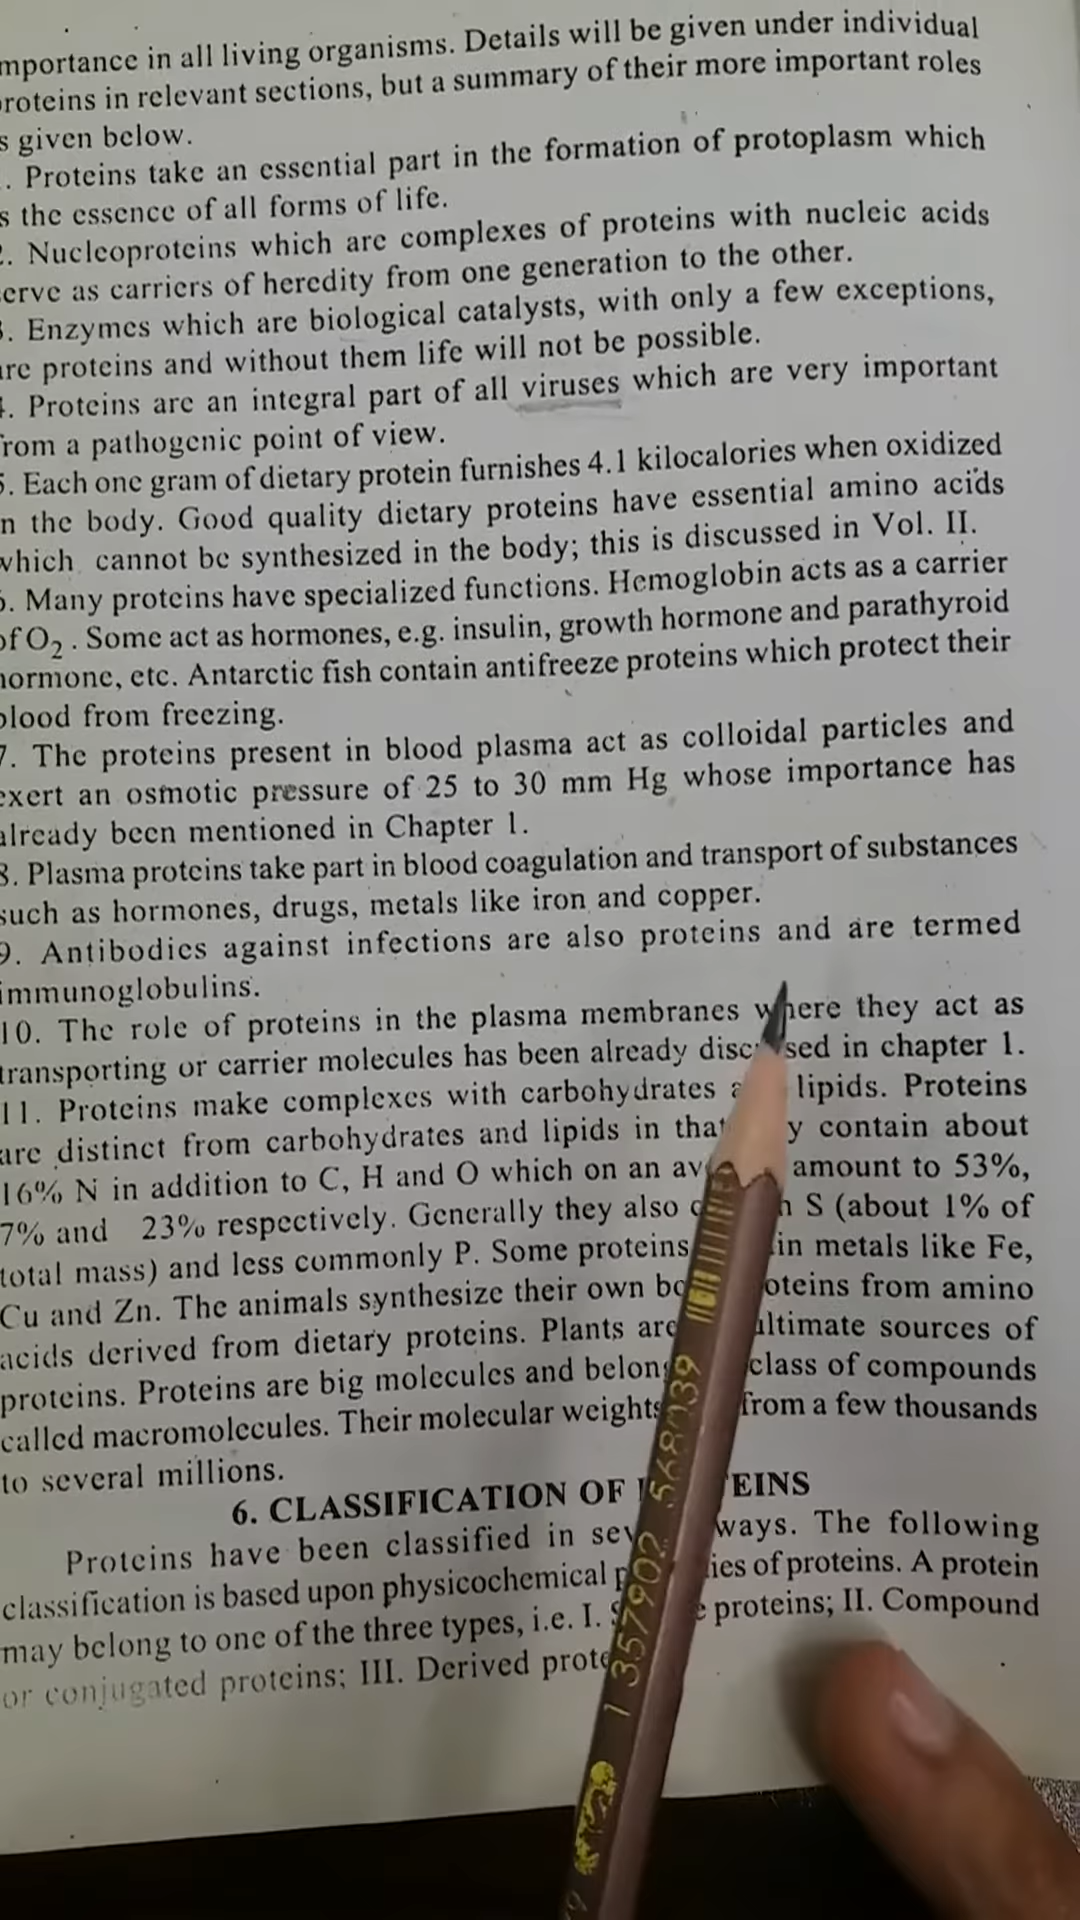 mportance in all living organisms. Details will be given under individual
roteins in relevant sections, but a summary of their more important roles
s given below.
. Proteins take an essential part in the formation of protoplasm which
s the essence of all forms of life.
2. Nucleoproteins which are complexes of proteins with nucleic acids
erve as carriers of heredity from one generation to the other.
3. Enzymes which are biological catalysts, with only a few exceptions,
are proteins and without them life will not be possible.
4. Proteins are an integral part of all viruses which are very important
from a pathogenic point of view.
5. Each one gram of dietary protein furnishes 4.1 kilocalories when oxidized
n the body. Good quality dietary proteins have essential amino acids
which cannot be synthesized in the body; this is discussed in Vol. II.
6. Many proteins have specialized functions. Hemoglobin acts as a carrier
of O₂. Some act as hormones, e.g. insulin, growth hormone and parathyroid
hormone, etc. Antarctic fish contain antifreeze proteins which protect their
blood from freezing.
7. The proteins present in blood plasma act as colloidal particles and
exert an osmotic pressure of 25 to 30 mm Hg whose importance has
already been mentioned in Chapter 1.
8. Plasma proteins take part in blood coagulation and transport of substances
such as hormones, drugs, metals like iron and copper.
9. Antibodies against infections are also proteins and are termed
immunoglobulins.
10. The role of proteins in the plasma membranes where they act as
transporting or carrier molecules has been already discussed in chapter 1.
11. Proteins make complexes with carbohydrates lipids. Proteins
are distinct from carbohydrates and lipids in that contain about
16% N in addition to C, H and O which on an amount to 53%,
7% and 23% respectively. Generally they also S (about 1% of
total mass) and less commonly P. Some proteins in metals like Fe,
Cu and Zn. The animals synthesize their own oteins from amino
acids derived from dietary proteins. Plants are ultimate sources of
proteins. Proteins are big molecules and belong class of compounds
called macromolecules. Their molecular weights from a few thousands
to several millions.
6. CLASSIFICATION OF EINS
Proteins have been classified in ways. The following
classification is based upon physicochemical ies of proteins. A protein
may belong to one of the three types, i.e. I. proteins; II. Compound
or conjugated proteins; III. Derived prote
1357902 568039